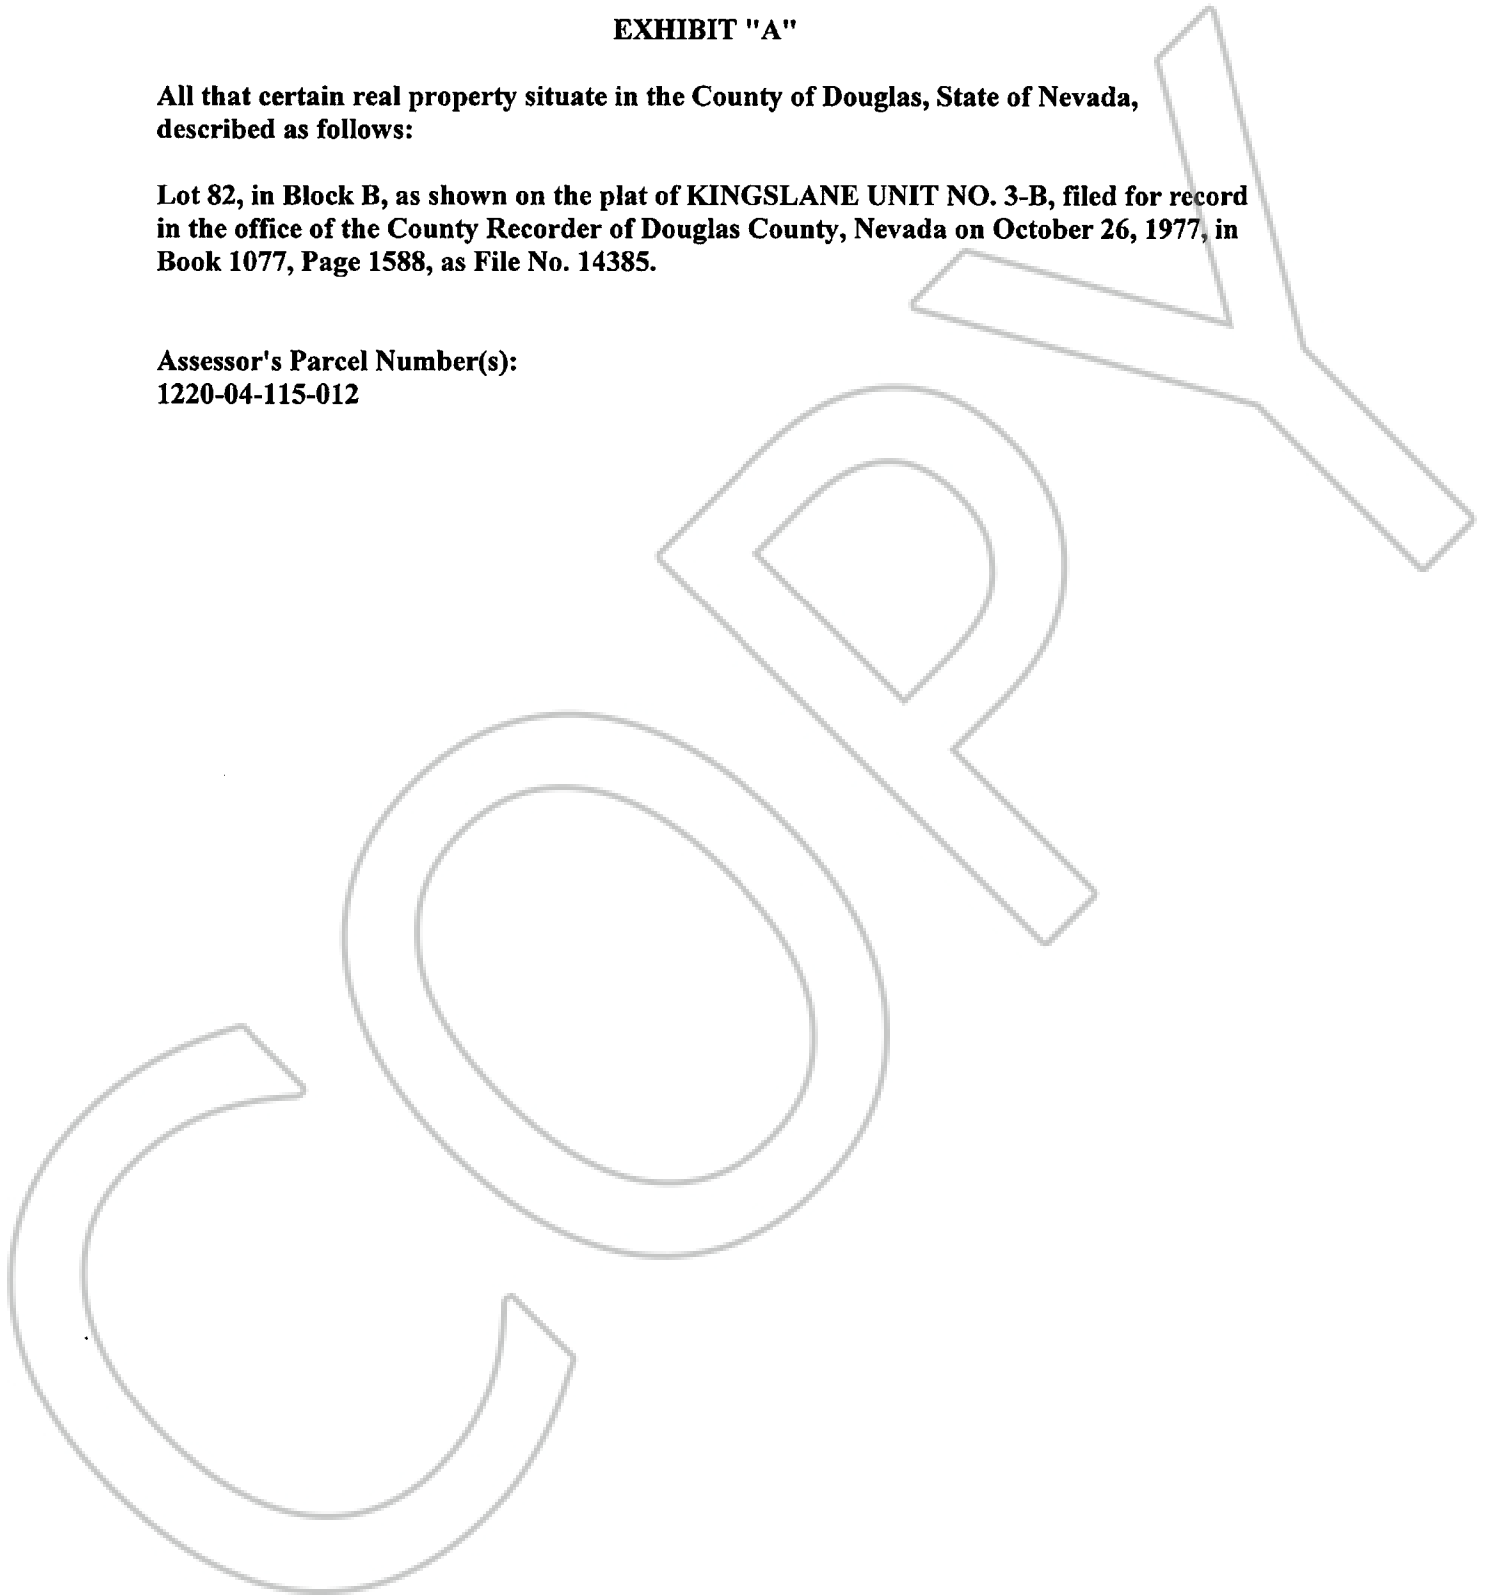 EXHIBIT "A"
All that certain real property situate in the County of Douglas, State of Nevada,
described as follows:
Lot 82, in Block B, as shown on the plat of KINGSLANE UNIT NO. 3-B, filed for record
in the office of the County Recorder of Douglas County, Nevada on October 26, 1977, in
Book 1077, Page 1588, as File No. 14385.
Assessor's Parcel Number(s):
1220-04-115-012
COPY